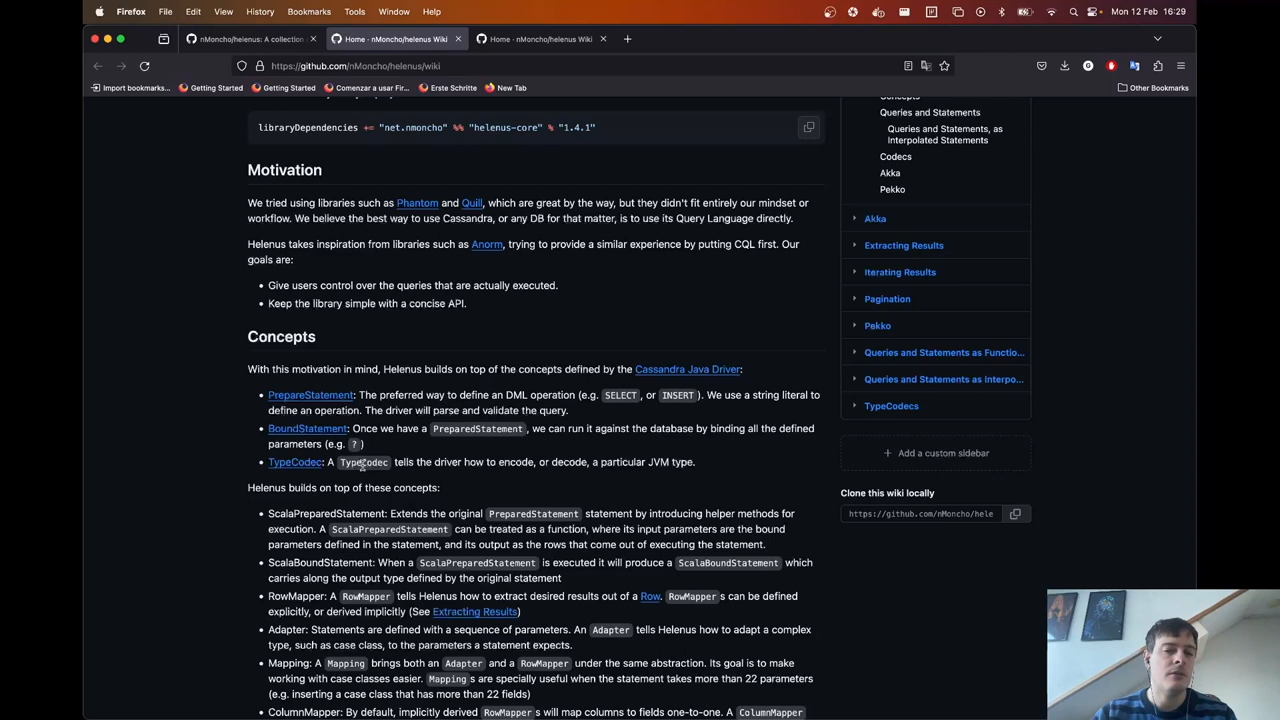 Firefox File Edit View History Bookmarks Tools Window Help Mon 12 Feb 16:29
nMoncho/helenus: A collection Home · nMoncho/helenus Wiki Home · nMoncho/helenus Wiki
https://github.com/nMoncho/helenus/wiki
Import bookmarks... Getting Started Getting Started Comenzar a usar Fir... Erste Schritte New Tab Other Bookmarks
libraryDependencies += "net.nmoncho" %% "helenus-core" % "1.4.1"
Motivation
We tried using libraries such as Phantom and Quill, which are great by the way, but they didn't fit entirely our mindset or
workflow. We believe the best way to use Cassandra, or any DB for that matter, is to use its Query Language directly.
Helenus takes inspiration from libraries such as Anorm, trying to provide a similar experience by putting CQL first. Our
goals are:
• Give users control over the queries that are actually executed.
• Keep the library simple with a concise API.
Concepts
With this motivation in mind, Helenus builds on top of the concepts defined by the Cassandra Java Driver:
• PrepareStatement: The preferred way to define an DML operation (e.g. SELECT, or INSERT). We use a string literal to
define an operation. The driver will parse and validate the query.
• BoundStatement: Once we have a PreparedStatement, we can run it against the database by binding all the defined
parameters (e.g. ?)
• TypeCodec: A TypeCodec tells the driver how to encode, or decode, a particular JVM type.
Helenus builds on top of these concepts:
• ScalaPreparedStatement: Extends the original PreparedStatement statement by introducing helper methods for
execution. A ScalaPreparedStatement can be treated as a function, where its input parameters are the bound
parameters defined in the statement, and its output as the rows that come out of executing the statement.
• ScalaBoundStatement: When a ScalaPreparedStatement is executed it will produce a ScalaBoundStatement which
carries along the output type defined by the original statement
• RowMapper: A RowMapper tells Helenus how to extract desired results out of a Row. RowMappers can be defined
explicitly, or derived implicitly (See Extracting Results)
• Adapter: Statements are defined with a sequence of parameters. An Adapter tells Helenus how to adapt a complex
type, such as case class, to the parameters a statement expects.
• Mapping: A Mapping brings both an Adapter and a RowMapper under the same abstraction. Its goal is to make
working with case classes easier. Mappings are specially useful when the statement takes more than 22 parameters
(e.g. inserting a case class that has more than 22 fields)
• ColumnMapper: By default, implicitly derived RowMappers will map columns to fields one-to-one. A ColumnMapper
Concepts
Queries and Statements
Queries and Statements, as
Interpolated Statements
Codecs
Akka
Pekko
Akka
Extracting Results
Iterating Results
Pagination
Pekko
Queries and Statements as Functio...
Queries and Statements as Interpo...
TypeCodecs
Add a custom sidebar
Clone this wiki locally
https://github.com/nMoncho/hele